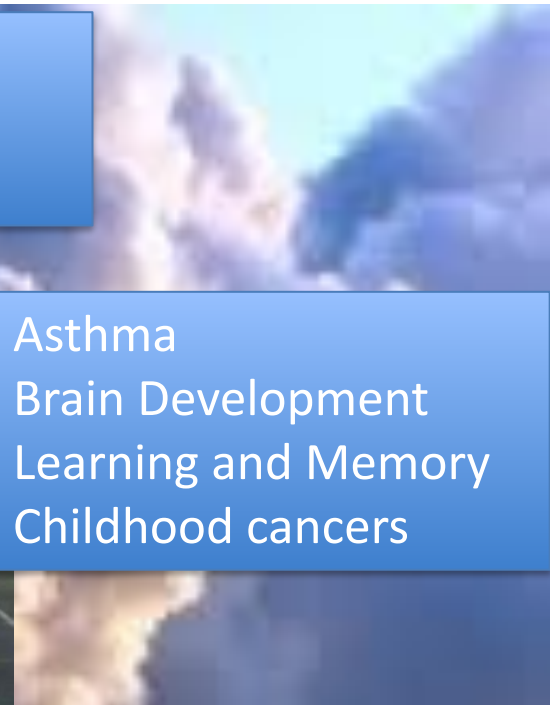 Asthma
Brain Development
Learning and Memory
Childhood cancers